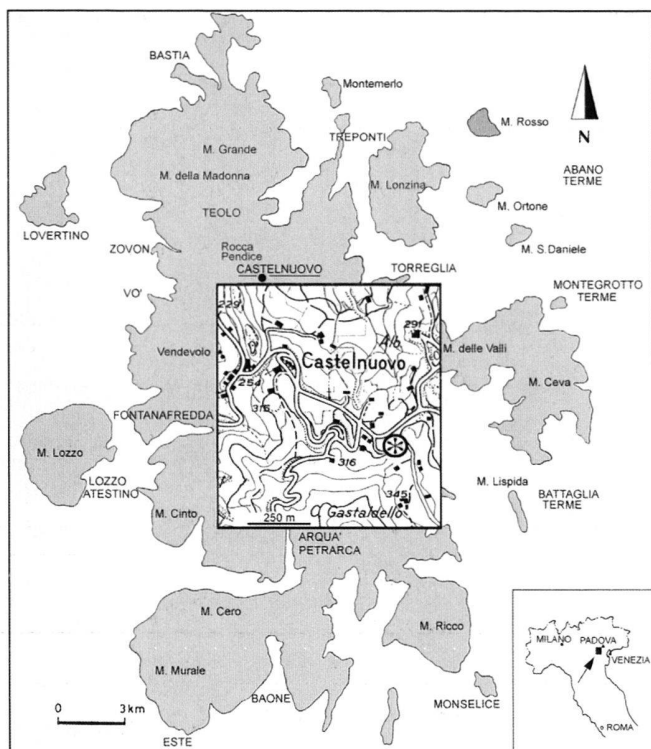 BASTIA
Montemerlo
M. Rosso
TREPONTI
N
M. Grande
ABANO
TERME
M. della Madonna
M. Lonzina
M. Ortone
TEOLO
LOVERTINO
ZOVON
Rocca
Pendice
M. S.Daniele
CASTELNUOVO
TORREGLIA
VO'
MONTEGROTTO
TERME
229
291
Alb.
Vendevolo
Castelnuovo
M. delle Valli
254
M. Ceva
315
FONTANAFREDDA
M. Lozzo
316
M. Lispida
LOZZO
ATESTINO
345
BATTAGLIA
TERME
M. Cinto
Gastaldello
250 m
ARQUA'
PETRARCA
M. Cero
M. Ricco
MILANO
PADOVA
VENEZIA
M. Murale
BAONE
MONSELICE
0 3 km
ROMA
ESTE